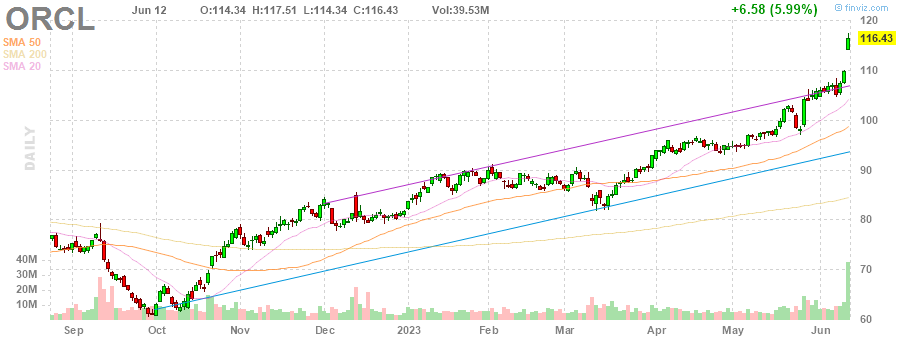 ORCL Jun 12 O:114.34 H:117.51 L:114.34 C:116.43 Vol:39.53M +6.58 (5.99%) © finviz.com
SMA 50
SMA 200
SMA 20
DAILY
120
116.43
110
100
90
80
70
60
40M
30M
20M
10M
Sep Oct Nov Dec 2023 Feb Mar Apr May Jun